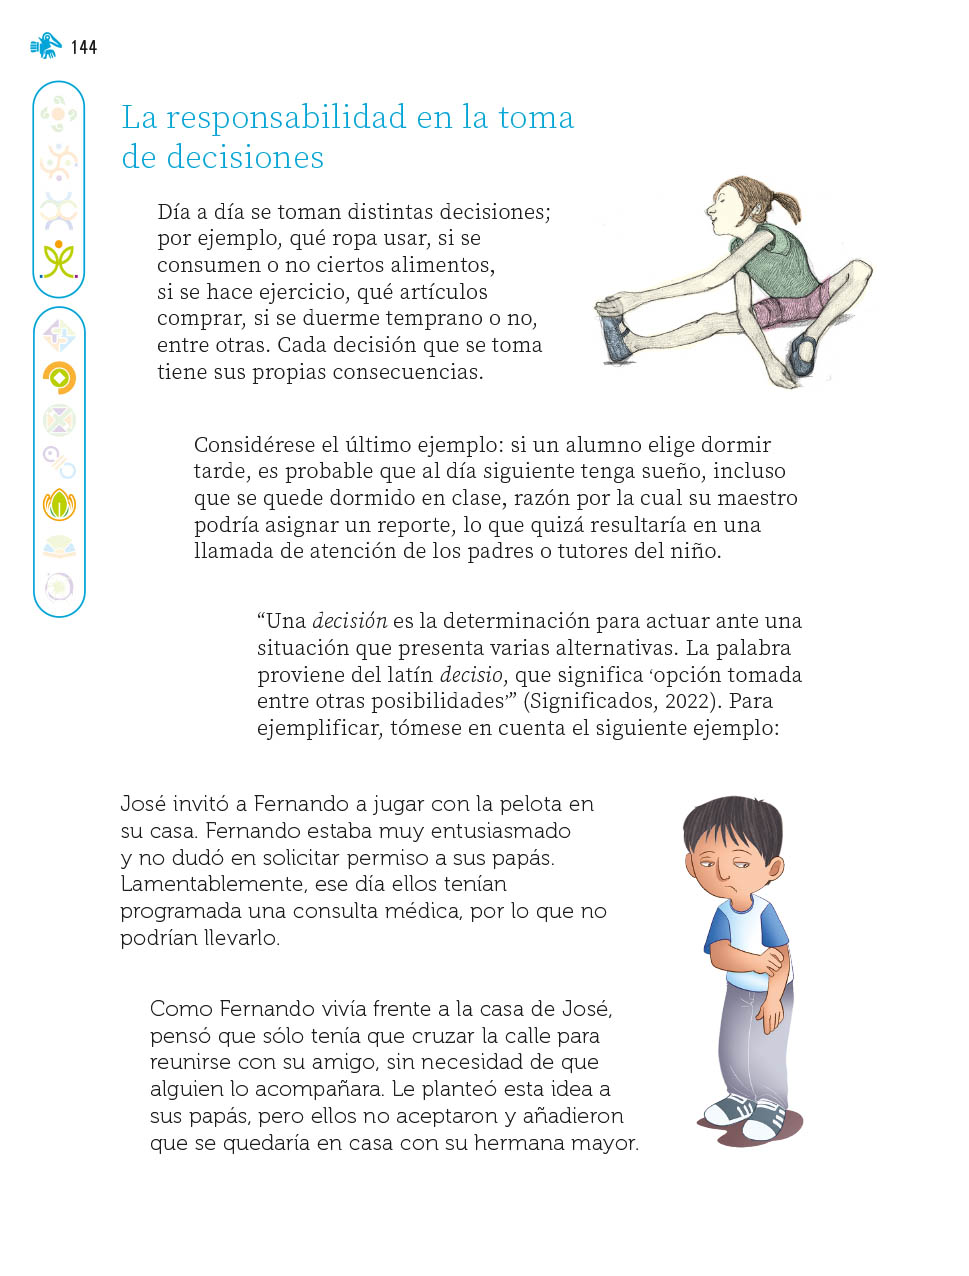 144
La responsabilidad en la toma
de decisiones
Día a día se toman distintas decisiones;
por ejemplo, qué ropa usar, si se
consumen o no ciertos alimentos,
si se hace ejercicio, qué artículos
comprar, si se duerme temprano o no,
entre otras. Cada decisión que se toma
tiene sus propias consecuencias.
Considérese el último ejemplo: si un alumno elige dormir
tarde, es probable que al día siguiente tenga sueño, incluso
que se quede dormido en clase, razón por la cual su maestro
podría asignar un reporte, lo que quizá resultaría en una
llamada de atención de los padres o tutores del niño.
“Una decisión es la determinación para actuar ante una
situación que presenta varias alternativas. La palabra
proviene del latín decisio, que significa ‘opción tomada
entre otras posibilidades’” (Significados, 2022). Para
ejemplificar, tómese en cuenta el siguiente ejemplo:
José invitó a Fernando a jugar con la pelota en
su casa. Fernando estaba muy entusiasmado
y no dudó en solicitar permiso a sus papás.
Lamentablemente, ese día ellos tenían
programada una consulta médica, por lo que no
podrían llevarlo.
Como Fernando vivía frente a la casa de José,
pensó que sólo tenía que cruzar la calle para
reunirse con su amigo, sin necesidad de que
alguien lo acompañara. Le planteó esta idea a
sus papás, pero ellos no aceptaron y añadieron
que se quedaría en casa con su hermana mayor.